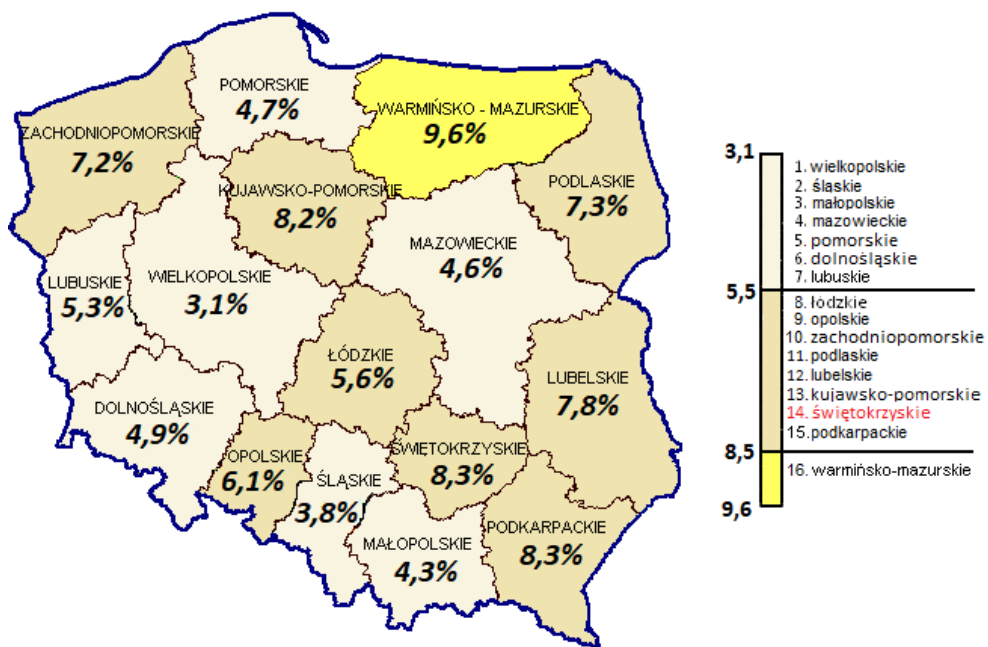 POMORSKIE
4,7%
WARMIŃSKO - MAZURSKIE
9,6%
ZACHODNIOPOMORSKIE
7,2%
KUJAWSKO-POMORSKIE
8,2%
PODLASKIE
7,3%
MAZOWIECKIE
4,6%
LUBUSKIE
5,3%
WIELKOPOLSKIE
3,1%
ŁÓDZKIE
5,6%
LUBELSKIE
7,8%
DOLNOŚLĄSKIE
4,9%
OPOLSKIE
6,1%
ŚLĄSKIE
3,8%
ŚWIĘTOKRZYSKIE
8,3%
MAŁOPOLSKIE
4,3%
PODKARPACKIE
8,3%
3,1
1. wielkopolskie
2. śląskie
3. małopolskie
4. mazowieckie
5. pomorskie
6. dolnośląskie
7. lubuskie
5,5
8. łódzkie
9. opolskie
10. zachodniopomorskie
11. podlaskie
12. lubelskie
13. kujawsko-pomorskie
14. świętokrzyskie
15. podkarpackie
8,5
16. warmińsko-mazurskie
9,6